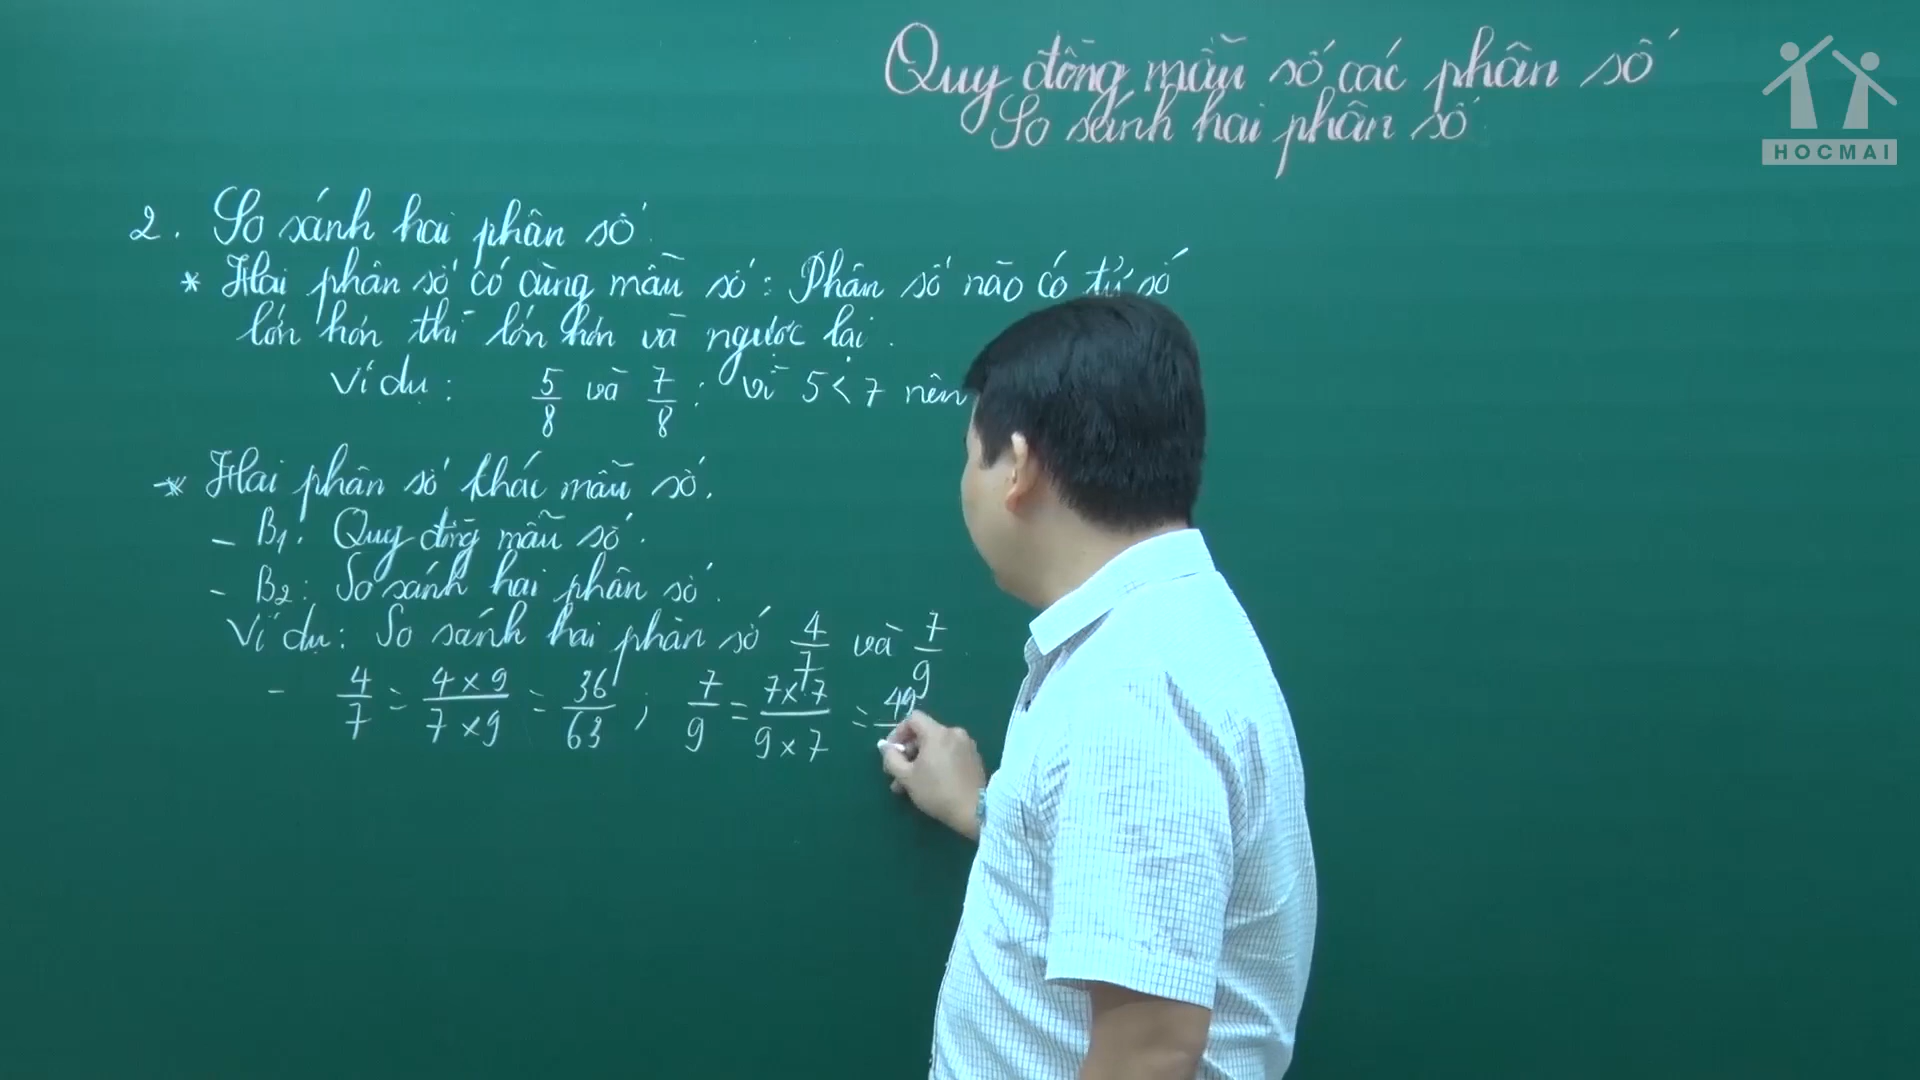 Quy đồng mẫu số các phân số
So sánh hai phân số
HOCMAI
2. So sánh hai phân số.
* Hai phân số có cùng mẫu số: Phân số nào có tử số
lớn hơn thì lớn hơn và ngược lại.
Ví dụ: 5/8 và 7/8: Vì 5 < 7 nên
* Hai phân số khác mẫu số.
- B1: Quy đồng mẫu số.
- B2: So sánh hai phân số.
Ví dụ: So sánh hai phân số 4/7 và 7/9
- 4/7 = 4 x 9/7 x 9 = 36/63; 7/9 = 7 x 7/9 x 7 = 49